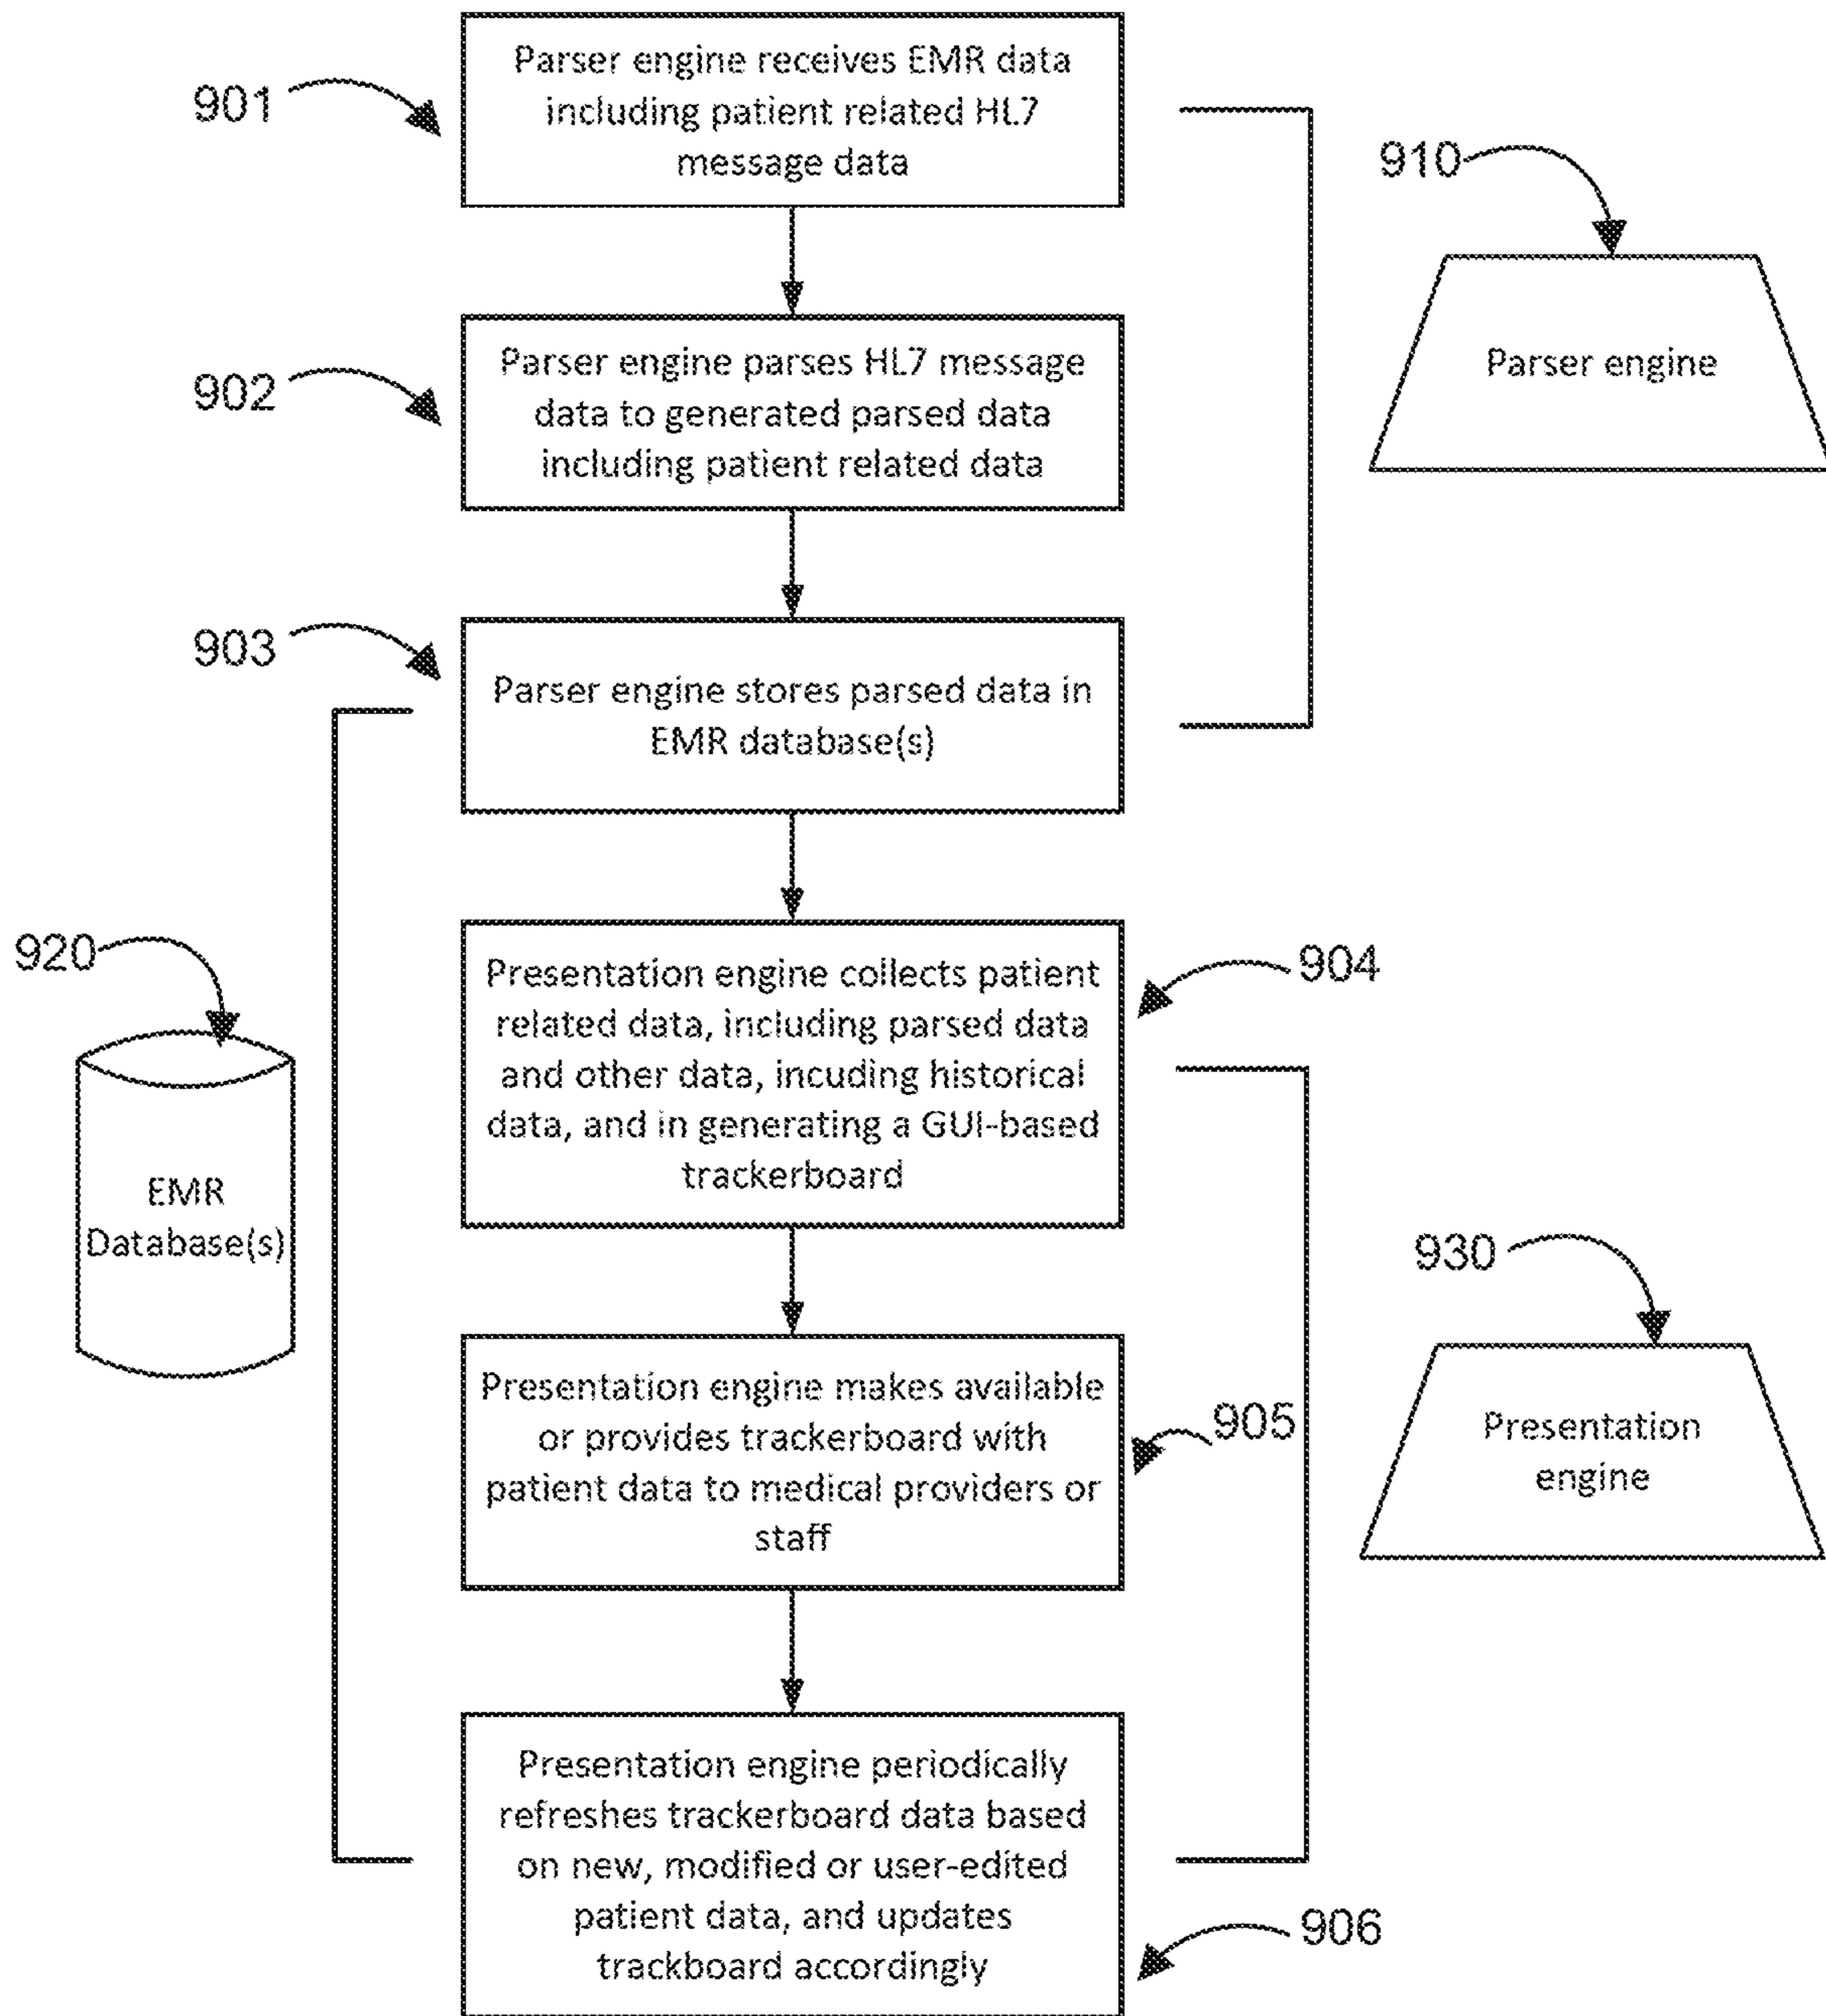 Parser engine receives EMR data
including patient related HL7
message data
901
910
Parser engine
Parser engine parses HL7 message
data to generated parsed data
including patient related data
902
903
Parser engine stores parsed data in
EMR database(s)
920
EMR
Database(s)
Presentation engine collects patient
related data, including parsed data
and other data, incuding historical
data, and in generating a GUI-based
trackerboard
904
930
Presentation
engine
Presentation engine makes available
or provides trackerboard with
patient data to medical providers or
staff
905
Presentation engine periodically
refreshes trackerboard data based
on new, modified or user-edited
patient data, and updates
trackboard accordingly
906